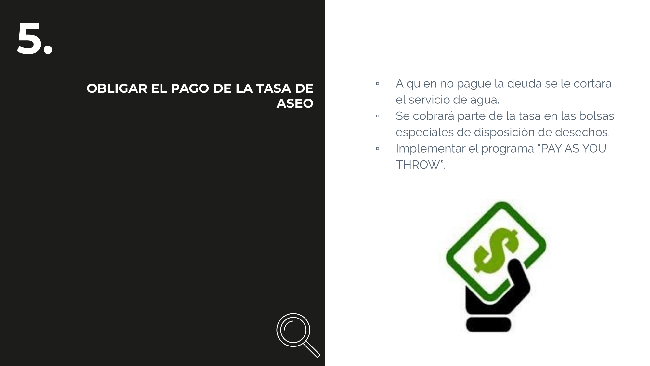 5.
OBLIGAR EL PAGO DE LA TASA DE
ASEO
A quien no pague la deuda se le cortara
el servicio de agua.
Se cobrará parte de la tasa en las bolsas
especiales de disposición de desechos.
Implementar el programa "PAY AS YOU
THROW".
$